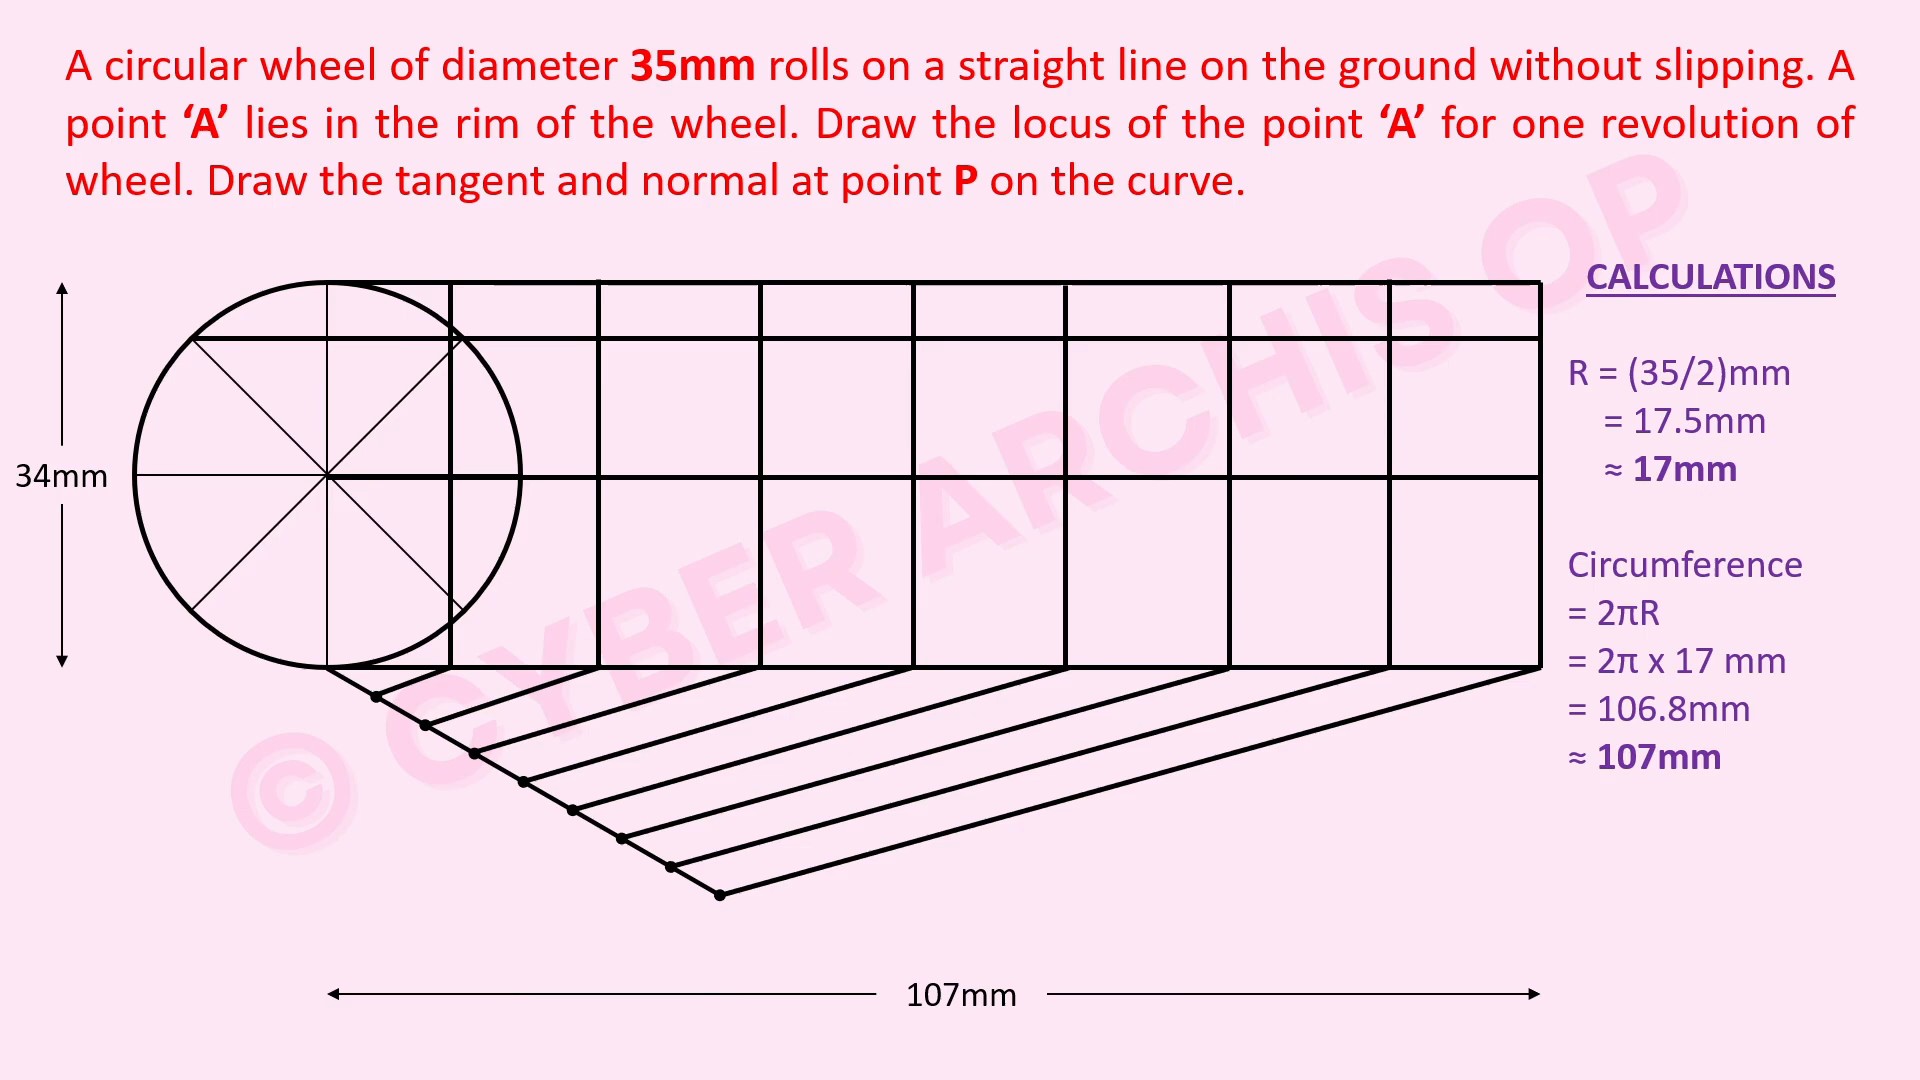 A circular wheel of diameter 35mm rolls on a straight line on the ground without slipping. A
point ‘A’ lies in the rim of the wheel. Draw the locus of the point ‘A’ for one revolution of
wheel. Draw the tangent and normal at point P on the curve.
CALCULATIONS
R = (35/2)mm
= 17.5mm
≈ 17mm
34mm
Circumference
= 2πR
= 2π x 17 mm
= 106.8mm
≈ 107mm
107mm
© CYBER ARCHIS OP